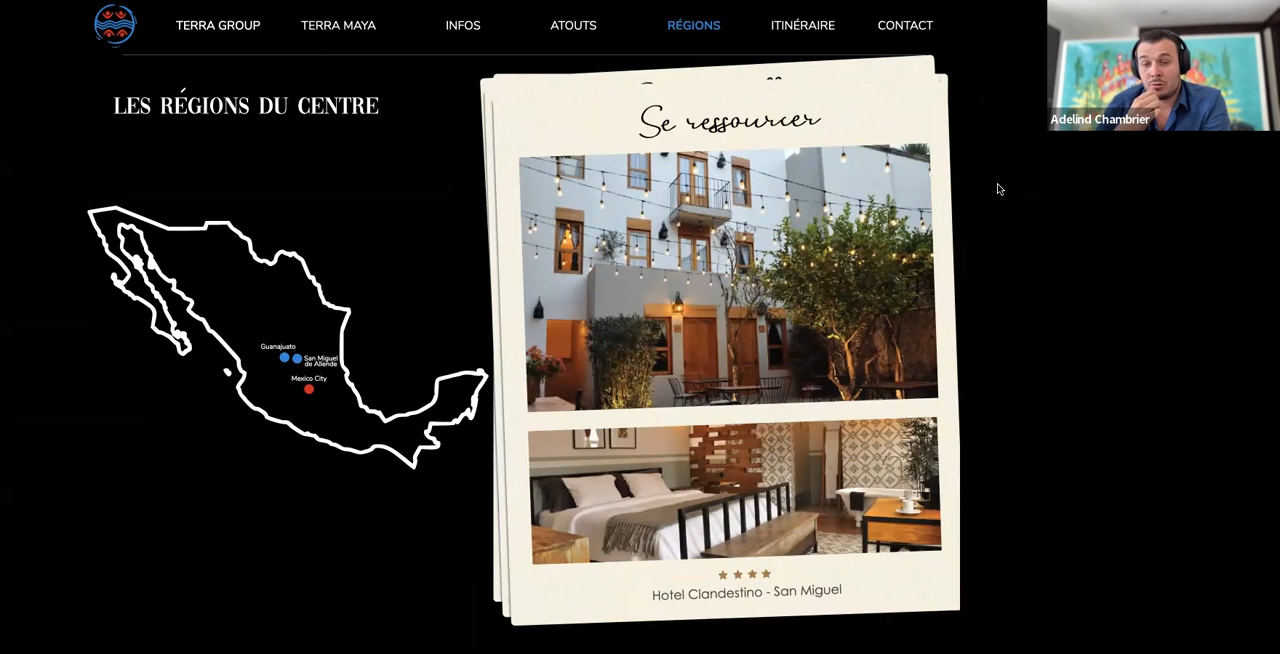 TERRA GROUP
TERRA MAYA
INFOS
ATOUTS
RÉGIONS
ITINÉRAIRE
CONTACT
Adelind Chambrier
LES RÉGIONS DU CENTRE
Se ressourcer
Guanajuato
San Miguel
de Allende
Mexico City
Hotel Clandestino - San Miguel